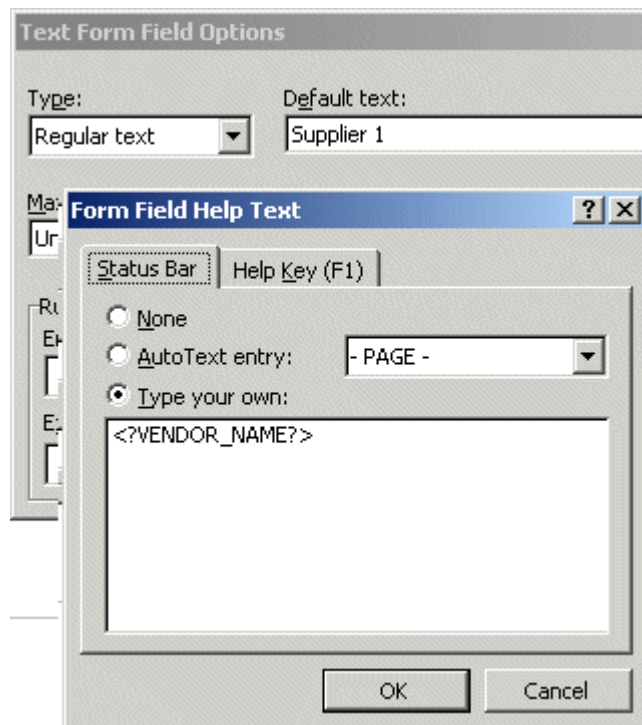 Text Form Field Options
Type:
Default text:
Regular text
Supplier 1
Form Field Help Text
Status Bar
Help Key (F1)
None
AutoText entry:
- PAGE -
Type your own:
<?VENDOR_NAME?>
OK
Cancel